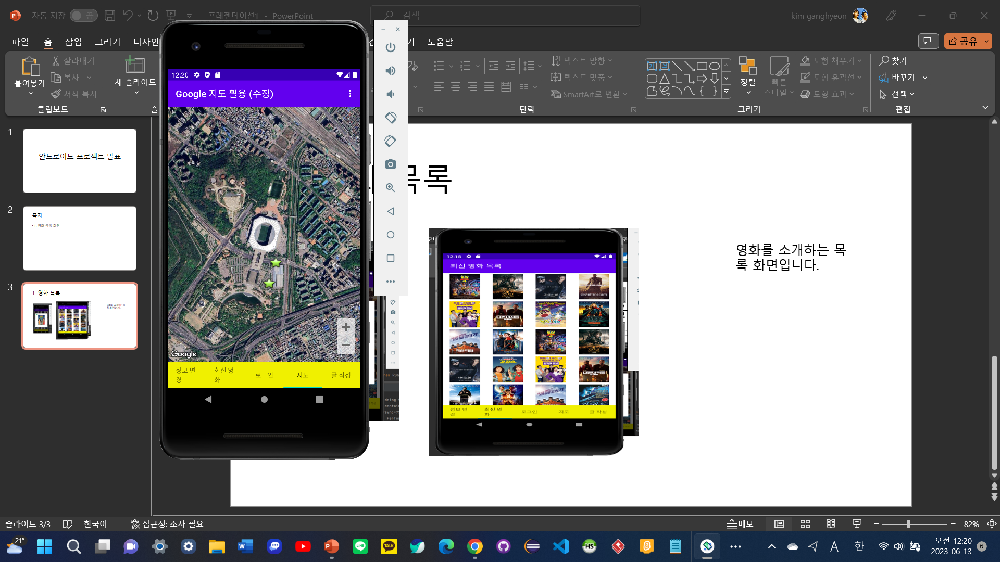 자동 저장
끔
프레젠테이션1 - PowerPoint
검색
kim ganghyeon
파일
홈
삽입
그리기
디자인
도움말
공유
붙여넣기
잘라내기
복사
서식 복사
클립보드
새 슬라이드
텍스트 방향
텍스트 맞춤
SmartArt로 변환
단락
정렬
빠른
스타일
도형 채우기
도형 윤곽선
도형 효과
그리기
찾기
바꾸기
선택
편집
1
안드로이드 프로젝트 발표
2
목차
• 1. 영화 목록 화면
3
1. 영화 목록
영화를 소개하는 목
록 화면입니다.
12:20
Google 지도 활용 (수정)
Google
정보 변
경
최신 영
화
로그인
지도
글 작성
목록
12:18
최신 영화 목록
정보 변
경
최신 영
화
로그인
지도
글 작성
영화를 소개하는 목
록 화면입니다.
슬라이드 3/3
한국어
접근성: 조사 필요
메모
82%
21°
LINE
TALK
HS
A
한
오전 12:20
2023-06-13
6